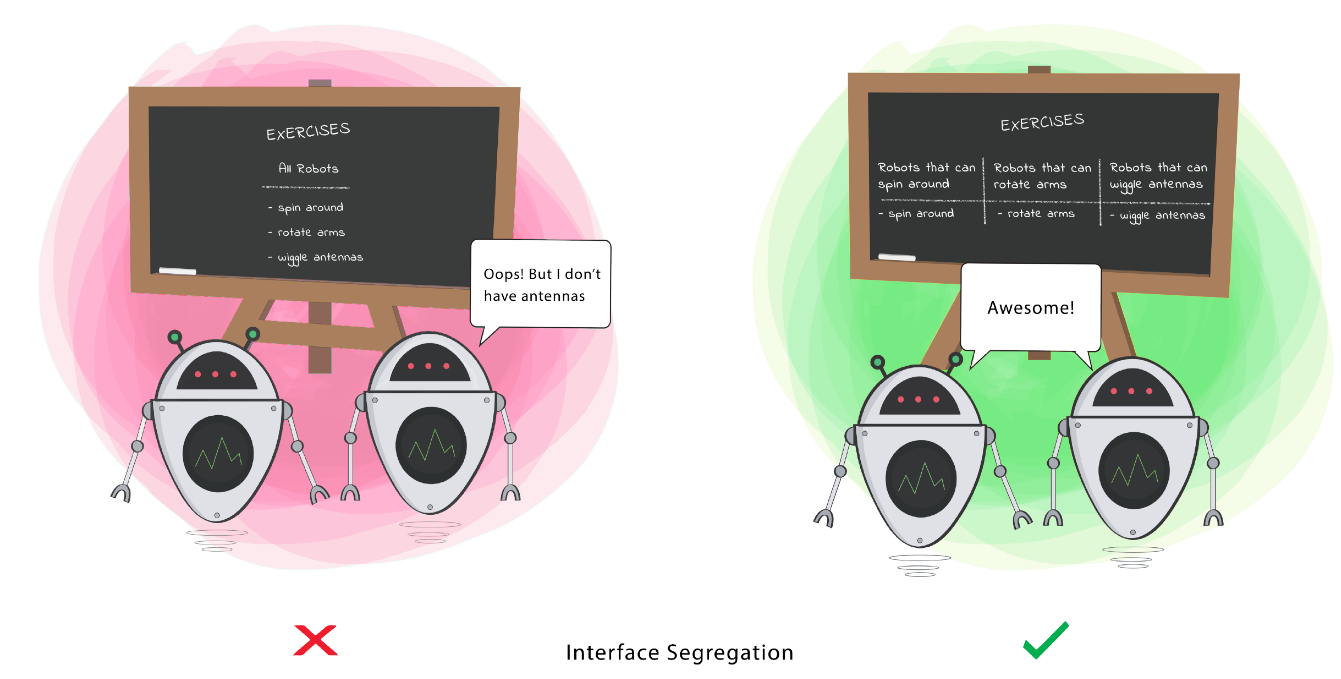 EXERCISES
All Robots
- spin around
- rotate arms
- wiggle antennas
Oops! But I don't
have antennas
EXERCISES
Robots that can
spin around
- spin around
Robots that can
rotate arms
- rotate arms
Robots that can
wiggle antennas
- wiggle antennas
Awesome!
Interface Segregation